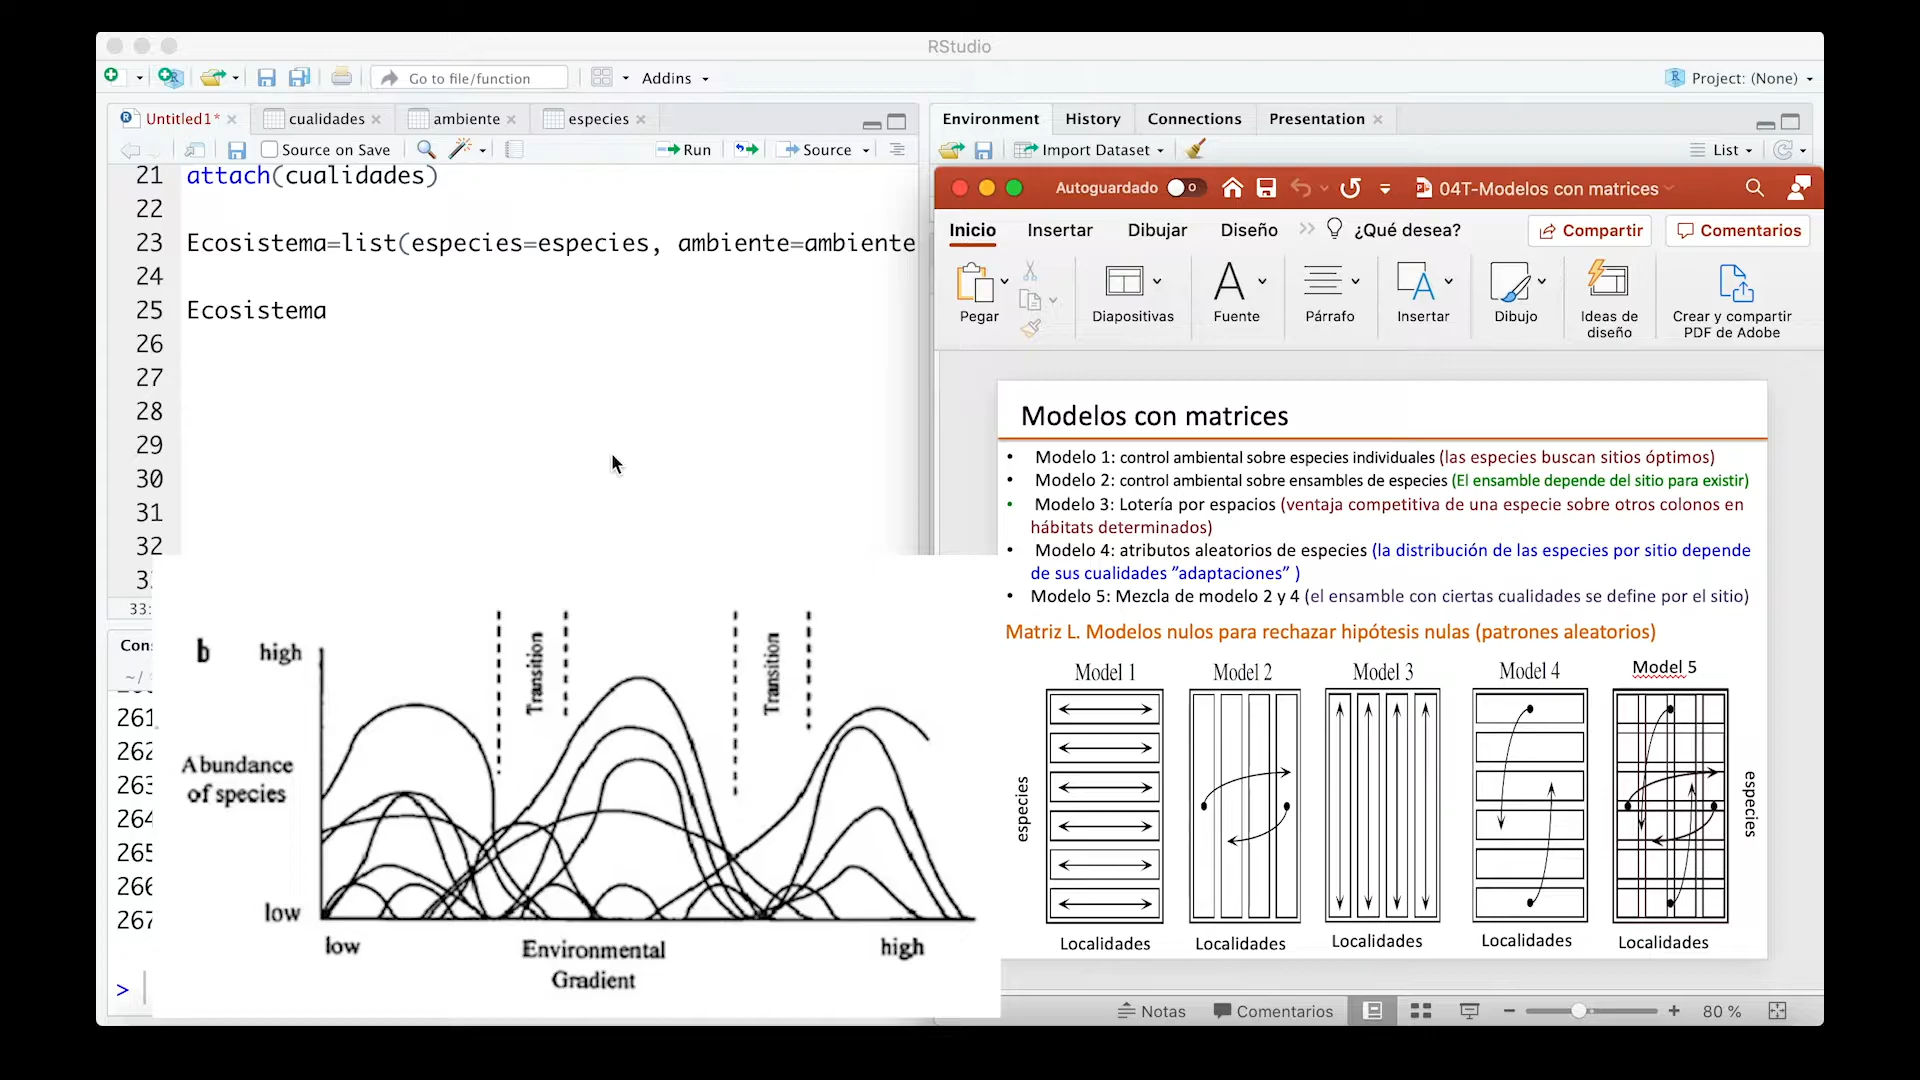 RStudio
Go to file/function
Addins
Project: (None)
Untitled1*
cualidades
ambiente
especies
Source on Save
Run
Source
21 attach(cualidades)
22
23 Ecosistema=list(especies=especies, ambiente=ambiente
24
25 Ecosistema
26
27
28
29
30
31
32
33:
Environment
History
Connections
Presentation
Import Dataset
List
Autoguardado
04T-Modelos con matrices
Inicio
Insertar
Dibujar
Diseño
¿Qué desea?
Compartir
Comentarios
Pegar
Diapositivas
Fuente
Párrafo
Insertar
Dibujo
Ideas de
diseño
Crear y compartir
PDF de Adobe
Modelos con matrices
• Modelo 1: control ambiental sobre especies individuales (las especies buscan sitios óptimos)
• Modelo 2: control ambiental sobre ensambles de especies (El ensamble depende del sitio para existir)
• Modelo 3: Lotería por espacios (ventaja competitiva de una especie sobre otros colonos en
hábitats determinados)
• Modelo 4: atributos aleatorios de especies (la distribución de las especies por sitio depende
de sus cualidades ”adaptaciones” )
• Modelo 5: Mezcla de modelo 2 y 4 (el ensamble con ciertas cualidades se define por el sitio)
Matriz L. Modelos nulos para rechazar hipótesis nulas (patrones aleatorios)
Model 1
Model 2
Model 3
Model 4
Model 5
especies
especies
Localidades
Localidades
Localidades
Localidades
Localidades
Notas
Comentarios
80 %
~/
261
262
263
264
265
266
267
>
b
high
Transition
Transition
Abundance
of species
low
low
Environmental
Gradient
high